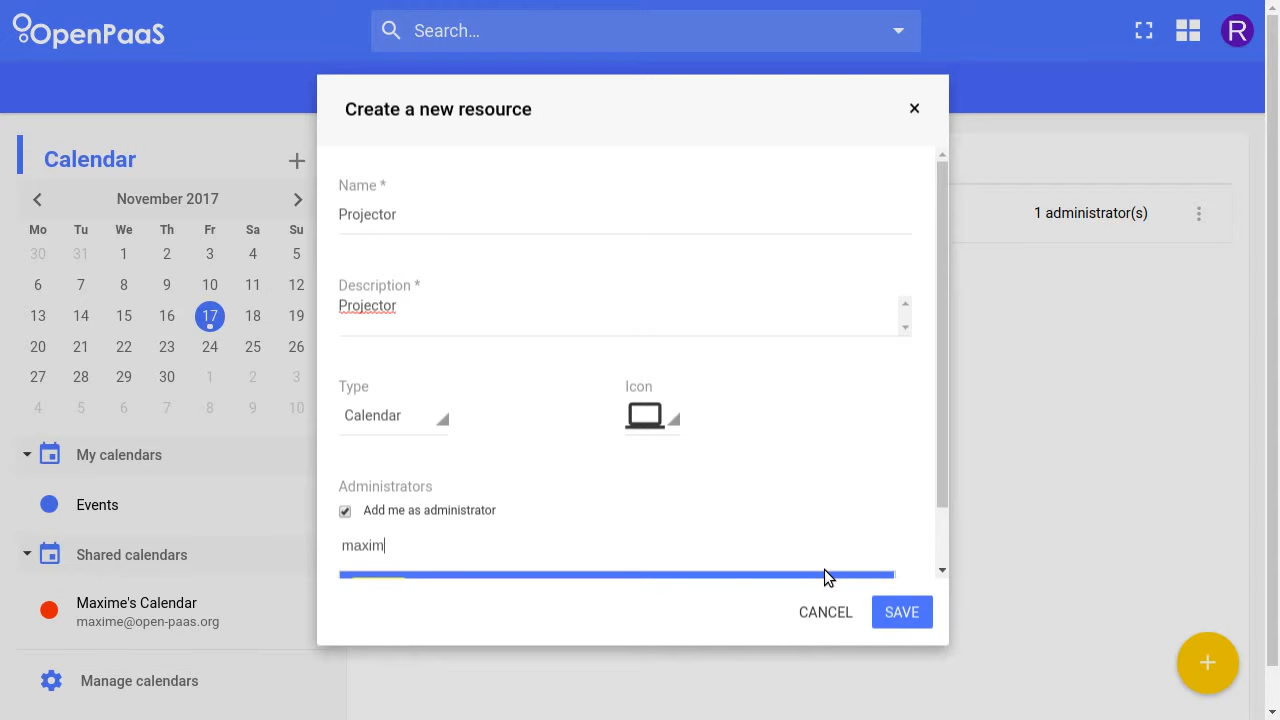 OpenPaaS
Search…
R
Create a new resource
×
Calendar
+
November 2017
Mo Tu We Th Fr Sa Su
30 31 1 2 3 4 5
6 7 8 9 10 11 12
13 14 15 16 17 18 19
20 21 22 23 24 25 26
27 28 29 30 1 2 3
4 5 6 7 8 9 10
My calendars
Events
Shared calendars
Maxime's Calendar
maxime@open-paas.org
Manage calendars
Name *
Projector
Description *
Projector
Type
Icon
Calendar
Administrators
Add me as administrator
maxim
CANCEL
SAVE
1 administrator(s)
+